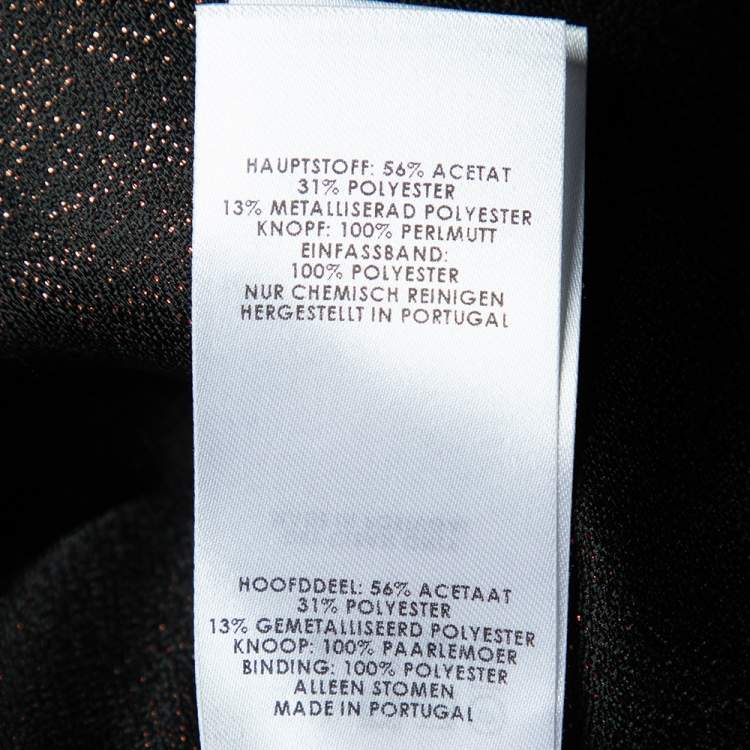 HAUPTSTOFF: 56% ACETAT
31% POLYESTER
13% METALLISERAD POLYESTER
KNOPF: 100% PERLMUTT
EINFASSBAND:
100% POLYESTER
NUR CHEMISCH REINIGEN
HERGESTELLT IN PORTUGAL
HOOFDDEEL: 56% ACETAAT
31% POLYESTER
13% GEMETALLISEERD POLYESTER
KNOOP: 100% PAARLEMOER
BINDING: 100% POLYESTER
ALLEEN STOMEN
MADE IN PORTUGAL